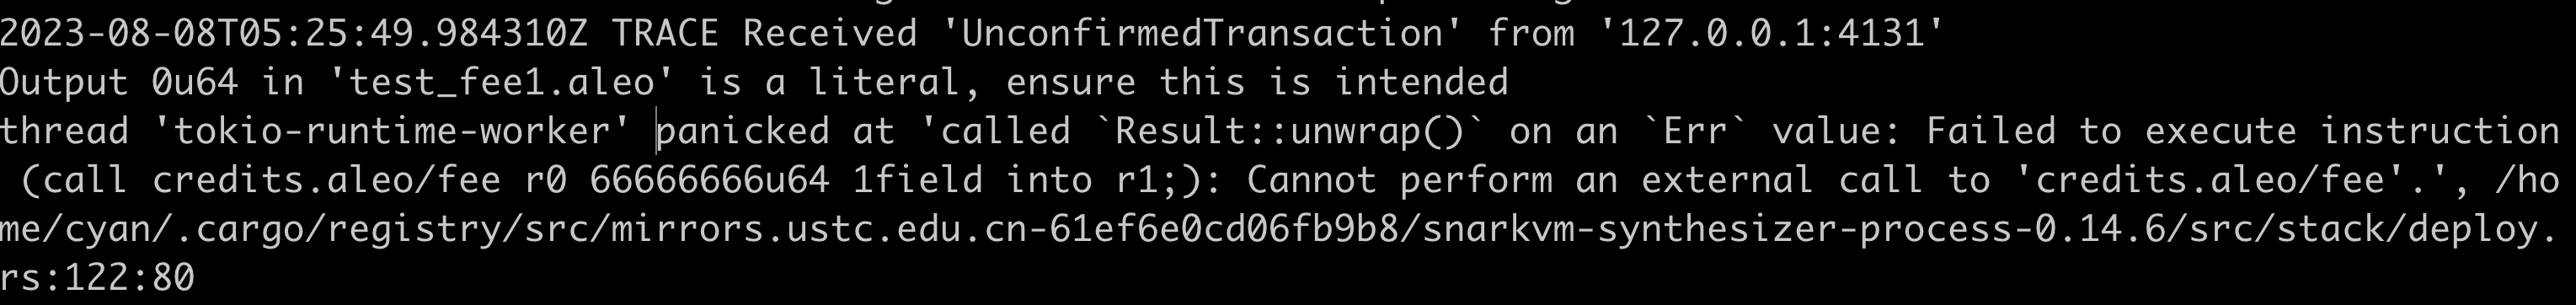 2023-08-08T05:25:49.984310Z TRACE Received 'UnconfirmedTransaction' from '127.0.0.1:4131'
Output 0u64 in 'test_fee1.aleo' is a literal, ensure this is intended
thread 'tokio-runtime-worker' panicked at 'called `Result::unwrap()` on an `Err` value: Failed to execute instruction
(call credits.aleo/fee r0 66666666u64 1field into r1;): Cannot perform an external call to 'credits.aleo/fee'.', /ho
me/cyan/.cargo/registry/src/mirrors.ustc.edu.cn-61ef6e0cd06fb9b8/snarkvm-synthesizer-process-0.14.6/src/stack/deploy.
rs:122:80